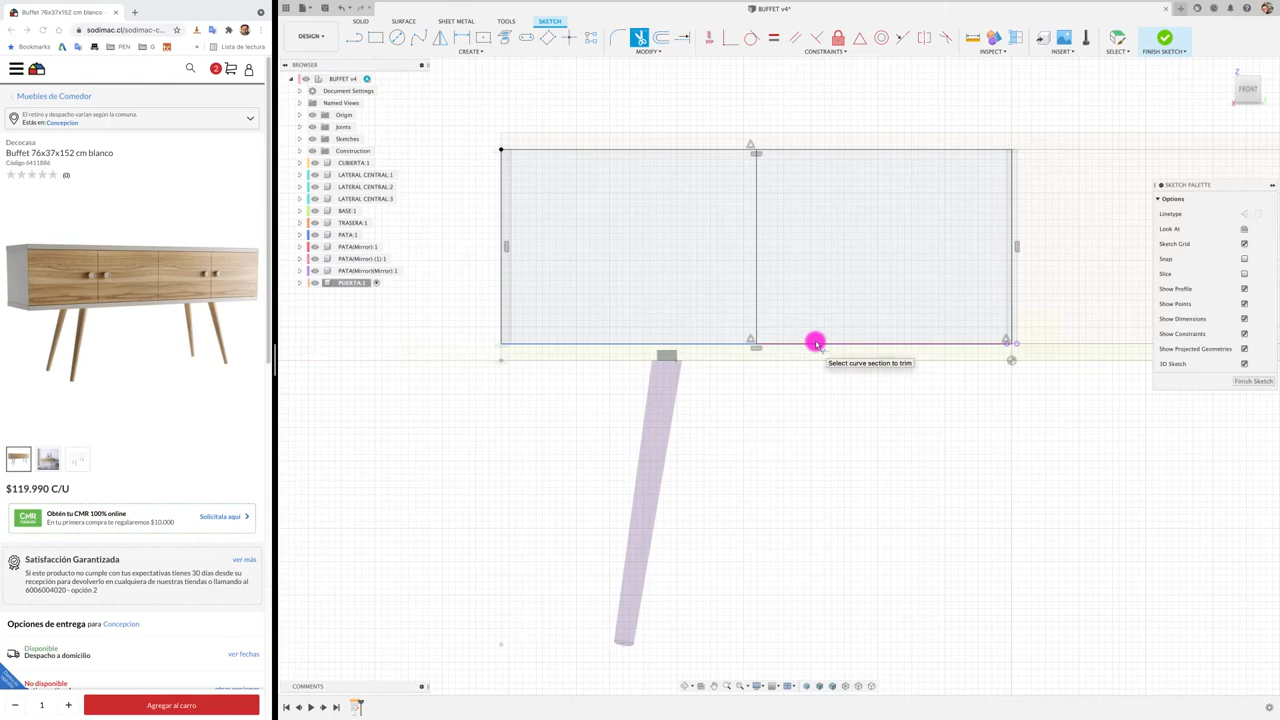 Buffet 76x37x152 cm blanco
sodimac.cl/sodimac-c...
Bookmarks
PEN
G
Lista de lectura
2
Muebles de Comedor
El retiro y despacho varían según la comuna.
Estás en: Concepcion
Decocasa
Buffet 76x37x152 cm blanco
Código 6411886
(0)
$119.990 C/U
Obtén tu CMR 100% online
En tu primera compra te regalaremos $10.000
Solicítala aquí
Satisfacción Garantizada
ver más
Si este producto no cumple con tus expectativas tienes 30 días desde su
recepción para devolverlo en cualquiera de nuestras tiendas o llamando al
6006004020 - opción 2
Opciones de entrega para Concepcion
Disponible
Despacho a domicilio
ver fechas
No disponible
1
Agregar al carro
BUFFET v4*
DESIGN
SOLID
SURFACE
SHEET METAL
TOOLS
SKETCH
CREATE
MODIFY
CONSTRAINTS
INSPECT
INSERT
SELECT
FINISH SKETCH
BROWSER
BUFFET v4
Document Settings
Named Views
Origin
Joints
Sketches
Construction
CUBIERTA:1
LATERAL CENTRAL:1
LATERAL CENTRAL:2
LATERAL CENTRAL:3
BASE:1
TRASERA:1
PATA:1
PATA(Mirror):1
PATA(Mirror) (1):1
PATA(Mirror)(Mirror):1
PUERTA:1
Select curve section to trim
Z
FRONT
X
SKETCH PALETTE
Options
Linetype
Look At
Sketch Grid
Snap
Slice
Show Profile
Show Points
Show Dimensions
Show Constraints
Show Projected Geometries
3D Sketch
Finish Sketch
COMMENTS